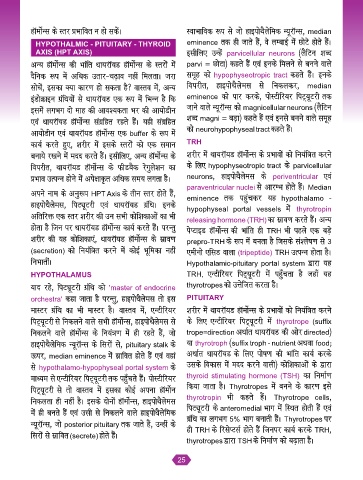 हॉर्मोन्स के स्तर प्रभावित न हो सकें।
HYPOTHALMIC - PITUITARY - THYROID
AXIS (HPT AXIS)
अन्य हॉर्मोन्स की भांति थायरॉयड हॉर्मोन्स के स्तरों में
दैनिक रूप में अधिक उतार-चढ़ाव नहीं मिलता। जरा
सोचें, इसका क्या कारण हो सकता है? वास्तव में, अन्य
इंडोक्राइन ग्रंथियों से थायरॉयड एक रूप में भिन्न है कि
इसमें लगभग दो माह की आवश्यकता भर की आयोडीन
एवं थायरॉयड हॉर्मोन्स संग्रहित रहते हैं। यही संग्रहित
आयोडीन एवं थायरॉयड हॉर्मोन्स एक buffer के रूप में
कार्य करते हुए, शरीर में इसके स्तरों को एक समान
बनाये रखने में मदद करते हैं। इसीलिए, अन्य हॉर्मोन्स के
विपरीत, थायरॉयड हॉर्मोन्स के फीडबैक रेगुलेशन का
प्रभाव उत्पन्न होने में अपेक्षाकृत अधिक समय लगता है।
अपने नाम के अनुरूप HPT Axis के तीन स्तर होते हैं,
हाइपोथैलेमस, पिट्यूटरी एवं थायरॉयड ग्रंथि। इनके
अतिरिक्त एक स्तर शरीर की उन सभी कोशिकाओं का भी
होता है जिन पर थायरॉयड हॉर्मोन्स कार्य करते हैं। परन्तु
शरीर की यह कोशिकाएं, थायरॉयड हॉर्मोन्स के स्रावण
(secretion) को नियंत्रित करने में कोई भूमिका नहीं
निभातीं।
HYPOTHALAMUS
याद रहे, पिट्यूटरी ग्रंथि को 'master of endocrine
orchestra' कहा जाता है परन्तु, हाइपोथैलेमस तो इस
मास्टर ग्रंथि का भी मास्टर है। वास्तव में, एन्टीरियर
पिट्यूटरी से निकलने वाले सभी हॉर्मोन्स, हाइपोथैलेमस से
निकलने वाले हॉर्मोन्स के नियंत्रण में ही रहते हैं, जो
हाइपोथैलेमिक न्यूरॉन्स के सिरों से, pituitary stalk के
ऊपर, median eminence में स्रावित होते हैं एवं वहां
से hypothalamo-hypophyseal portal system के
माध्यम से एन्टीरियर पिट्यूटरी तक पहुँचते हैं। पोस्टीरियर
पिट्यूटरी से तो वास्तव में इसका कोई अपना हॉर्मोन
निकलता ही नहीं है। इसके दोनों हॉर्मोन्स, हाइपोथैलेमस
में ही बनते हैं एवं उसी से निकलने वाले हाइपोथैलेमिक
न्यूरॉन्स, जो posterior pituitary तक जाते हैं, उन्हीं के
सिरों से स्रावित (secrete) होते हैं।
स्वाभाविक रूप से जो हाइपोथैलेमिक न्यूरॉन्स, median
eminence तक ही जाते हैं, वे लम्बाई में छोटे होते हैं।
इसीलिए उन्हें parvicellular neurons (लैटिन शब्द
parvi = छोटा) कहते हैं एवं इनके मिलने से बनने वाले
समूह को hypophyseotropic tract कहते हैं। इनके
विपरीत, हाइपोथैलेमस से निकलकर, median
eminence को पार करके, पोस्टीरियर पिट्यूटरी तक
जाने वाले न्यूरॉन्स को magnicellular neurons (लैटिन
शब्द magni = बड़ा) कहते हैं एवं इनसे बनने वाले समूह
को neurohypophyseal tract कहते हैं।
TRH
शरीर में थायरॉयड हॉर्मोन्स के प्रभावों को नियंत्रित करने
के लिए hypophyseotropic tract के parvicellular
neurons, हाइपोथैलेमस के periventricular एवं
paraventricular nuclei से आरम्भ होते हैं। Median
eminence तक पहुंचकर यह hypothalamo -
hypophyseal portal vessels में thyrotropin
releasing hormone (TRH) का स्रावण करते हैं। अन्य
पेप्टाइड हॉर्मोन्स की भांति ही TRH भी पहले एक बड़े
prepro-TRH के रूप में बनता है जिसके संश्लेषण से 3
एमीनो एसिड वाला (tripeptide) TRH उत्पन्न होता है।
Hypothalamic-pituitary portal system द्वारा यह
TRH, एन्टीरियर पिट्यूटरी में पहुँचता है जहाँ यह
thyrotropes को उत्तेजित करता है।
PITUITARY
शरीर में थायरॉयड हॉर्मोन्स के प्रभावों को नियंत्रित करने
के लिए एन्टीरियर पिट्यूटरी में thyrotrope (suffix
trope=direction अर्थात थायरॉयड की ओर directed)
या thyrotroph (suffix troph - nutrient अथवा food;
अर्थात थायरॉयड के लिए पोषण की भांति कार्य करके
उसके विकास में मदद करने वाली) कोशिकाओं के द्वारा
thyroid stimulating hormone (TSH) का निर्माण
किया जाता है। Thyrotropes में बनने के कारण इसे
thyrotropin भी कहते हैं। Thyrotrope cells,
पिट्यूटरी के anteromedial भाग में स्थित होती हैं एवं
ग्रंथि का लगभग 5% भाग बनाती हैं। Thyrotropes पर
ही TRH के रिसेप्टर्स होते हैं जिनपर कार्य करके TRH,
thyrotropes द्वारा TSH के निर्माण को बढ़ाता है।
25